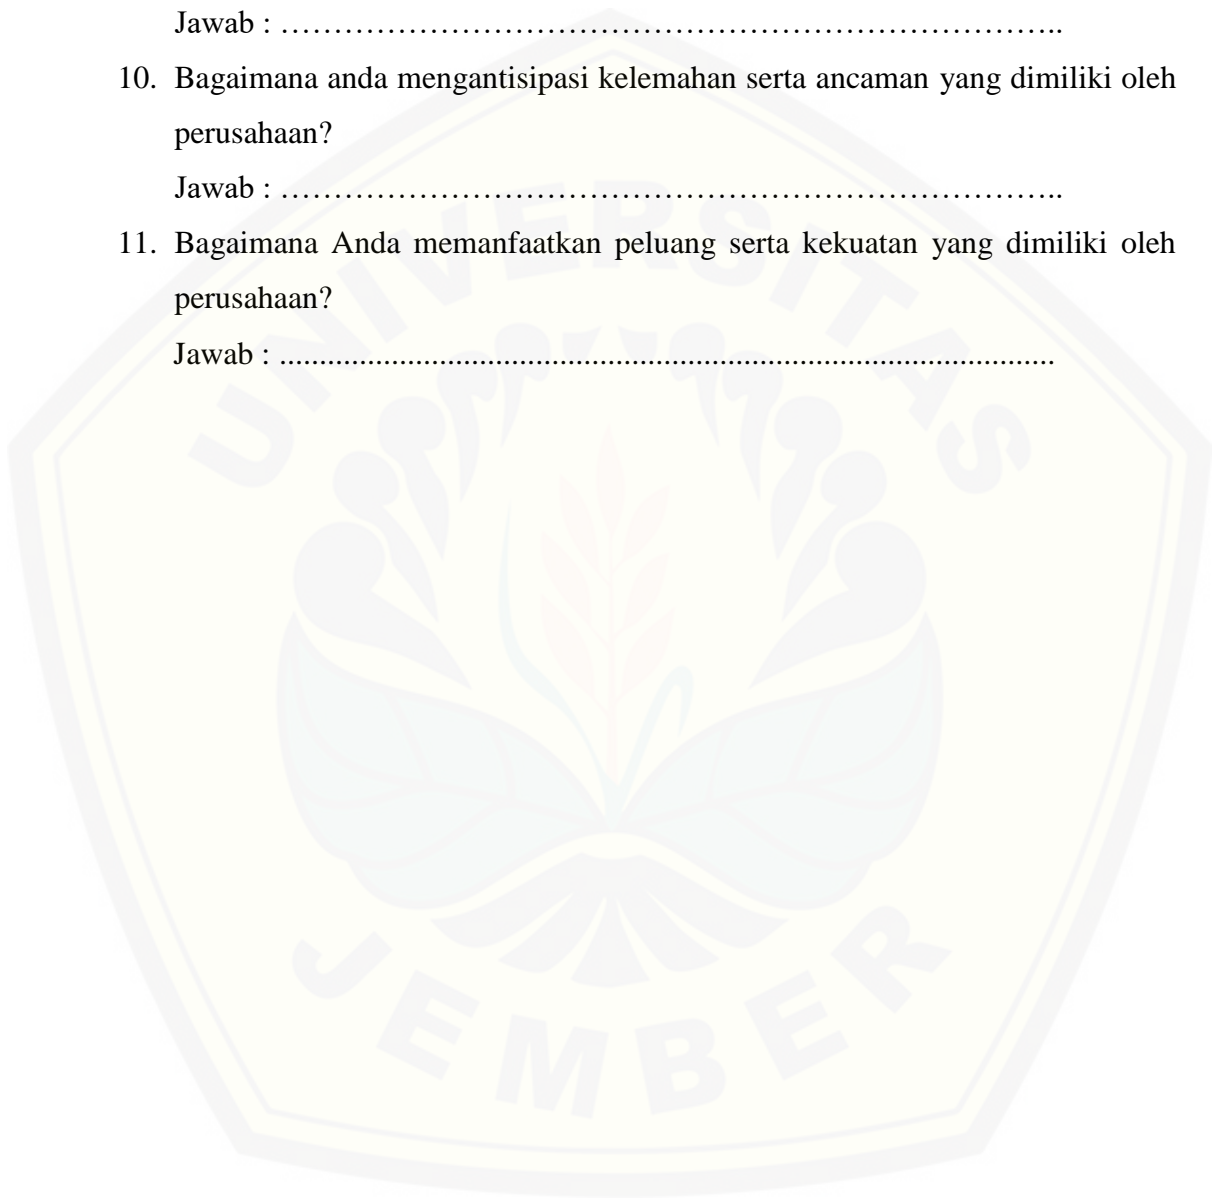 Jawab : ………………………………………………………………..
10. Bagaimana anda mengantisipasi kelemahan serta ancaman yang dimiliki oleh
perusahaan?
Jawab : ………………………………………………………………..
11. Bagaimana Anda memanfaatkan peluang serta kekuatan yang dimiliki oleh
perusahaan?
Jawab : .................................................................................................
UNIVERSITAS
JEMBER